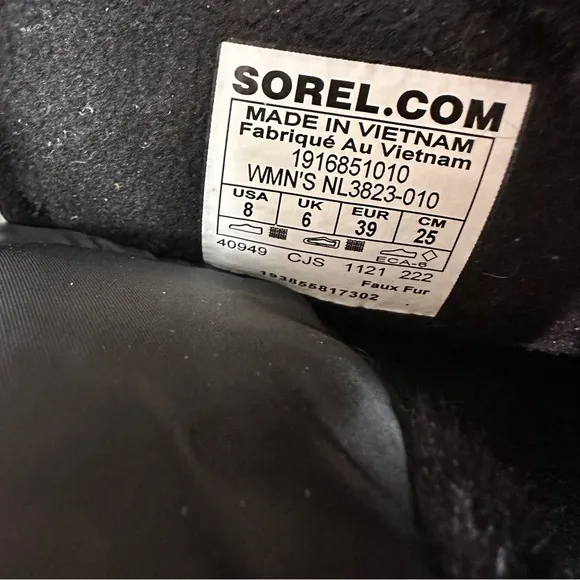 SOREL.COM
MADE IN VIETNAM
Fabriqué Au Vietnam
1916851010
WMN'S NL3823-010
USA UK EUR CM
8 6 39 25
ECA-6
40949 CJS 1121 222
193855817302 Faux Fur